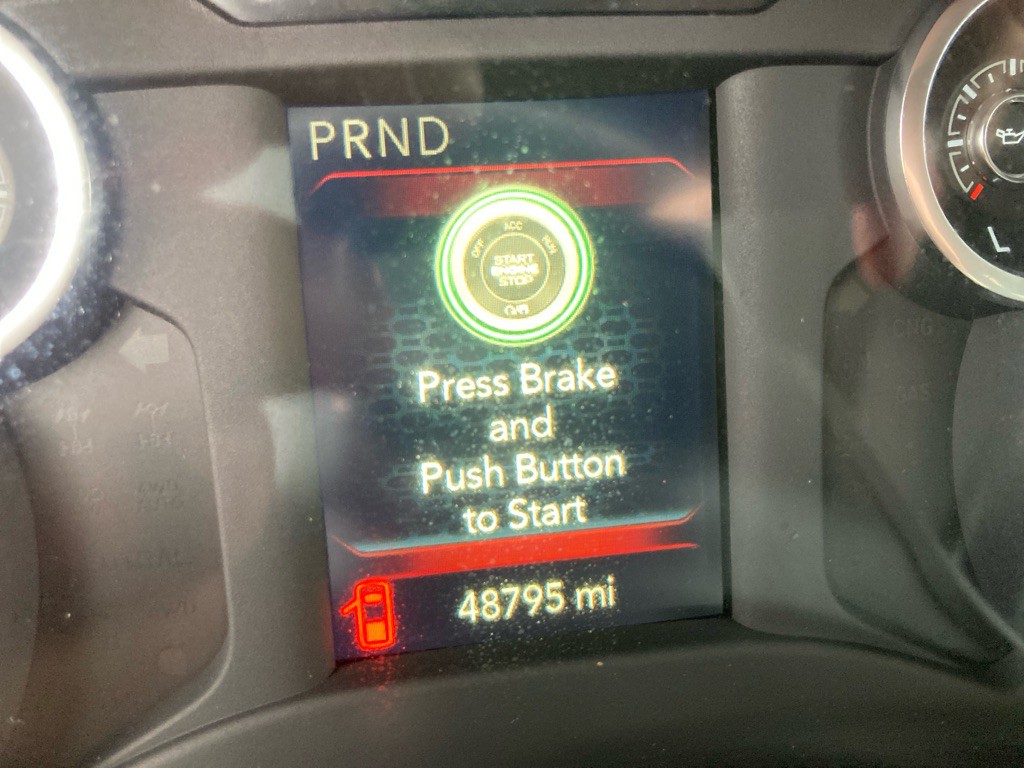 PRND
OFF ACC RUN
START
ENGINE
STOP
Press Brake
and
Push Button
to Start
48795 mi
L